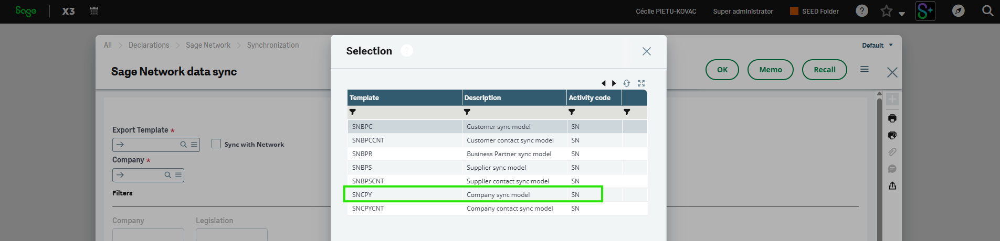 Sage X3 Cécile PIETU-KOVAC Super administrator SEED Folder ? S+
All Declarations Sage Network Synchronization
Default
Sage Network data sync
OK Memo Recall
Selection
Template Description Activity code
SNBPC Customer sync model SN
SNBPCCNT Customer contact sync model SN
SNBPR Business Partner sync model SN
SNBPS Supplier sync model SN
SNBPSCNT Supplier contact sync model SN
SNCPY Company sync model SN
SNCPYCNT Company contact sync model SN
Export Template *
Sync with Network
Company *
Filters
Company Legislation